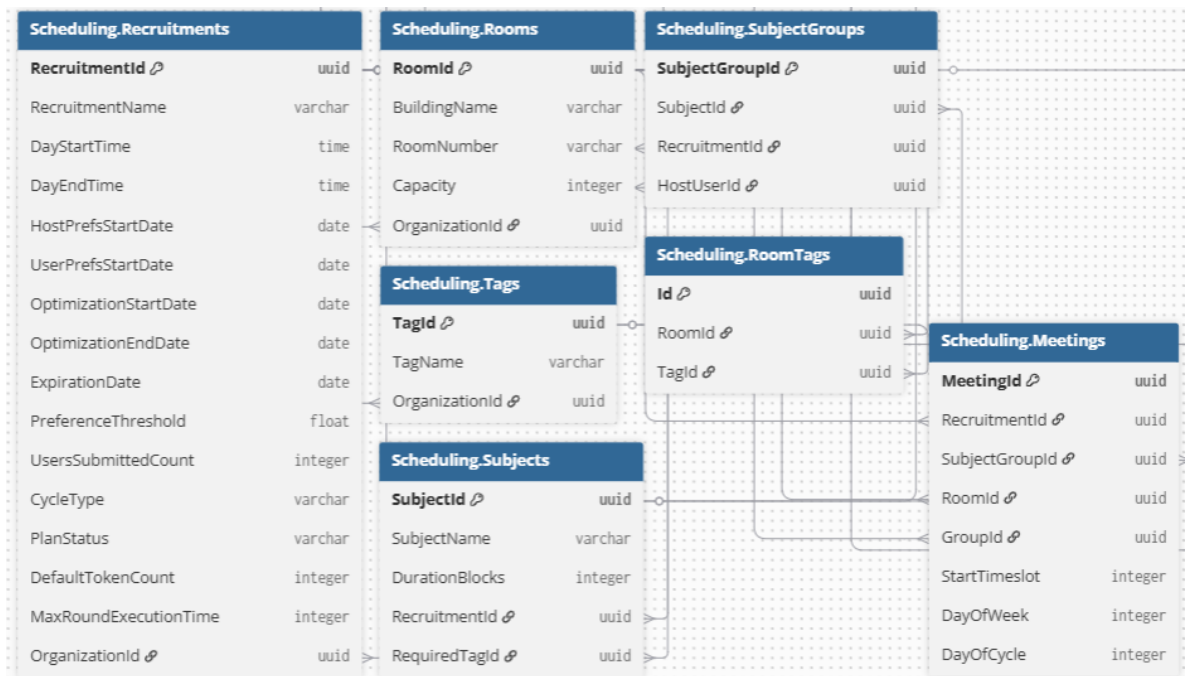 Scheduling.Recruitments
RecruitmentId uuid
RecruitmentName varchar
DayStartTime time
DayEndTime time
HostPrefsStartDate date
UserPrefsStartDate date
OptimizationStartDate date
OptimizationEndDate date
ExpirationDate date
PreferenceThreshold float
UsersSubmittedCount integer
CycleType varchar
PlanStatus varchar
DefaultTokenCount integer
MaxRoundExecutionTime integer
OrganizationId uuid
Scheduling.Rooms
RoomId uuid
BuildingName varchar
RoomNumber varchar
Capacity integer
OrganizationId uuid
Scheduling.Tags
TagId uuid
TagName varchar
OrganizationId uuid
Scheduling.Subjects
SubjectId uuid
SubjectName varchar
DurationBlocks integer
RecruitmentId uuid
RequiredTagId uuid
Scheduling.SubjectGroups
SubjectGroupId uuid
SubjectId uuid
RecruitmentId uuid
HostUserId uuid
Scheduling.RoomTags
Id uuid
RoomId uuid
TagId uuid
Scheduling.Meetings
MeetingId uuid
RecruitmentId uuid
SubjectGroupId uuid
RoomId uuid
GroupId uuid
StartTimeslot integer
DayOfWeek integer
DayOfCycle integer